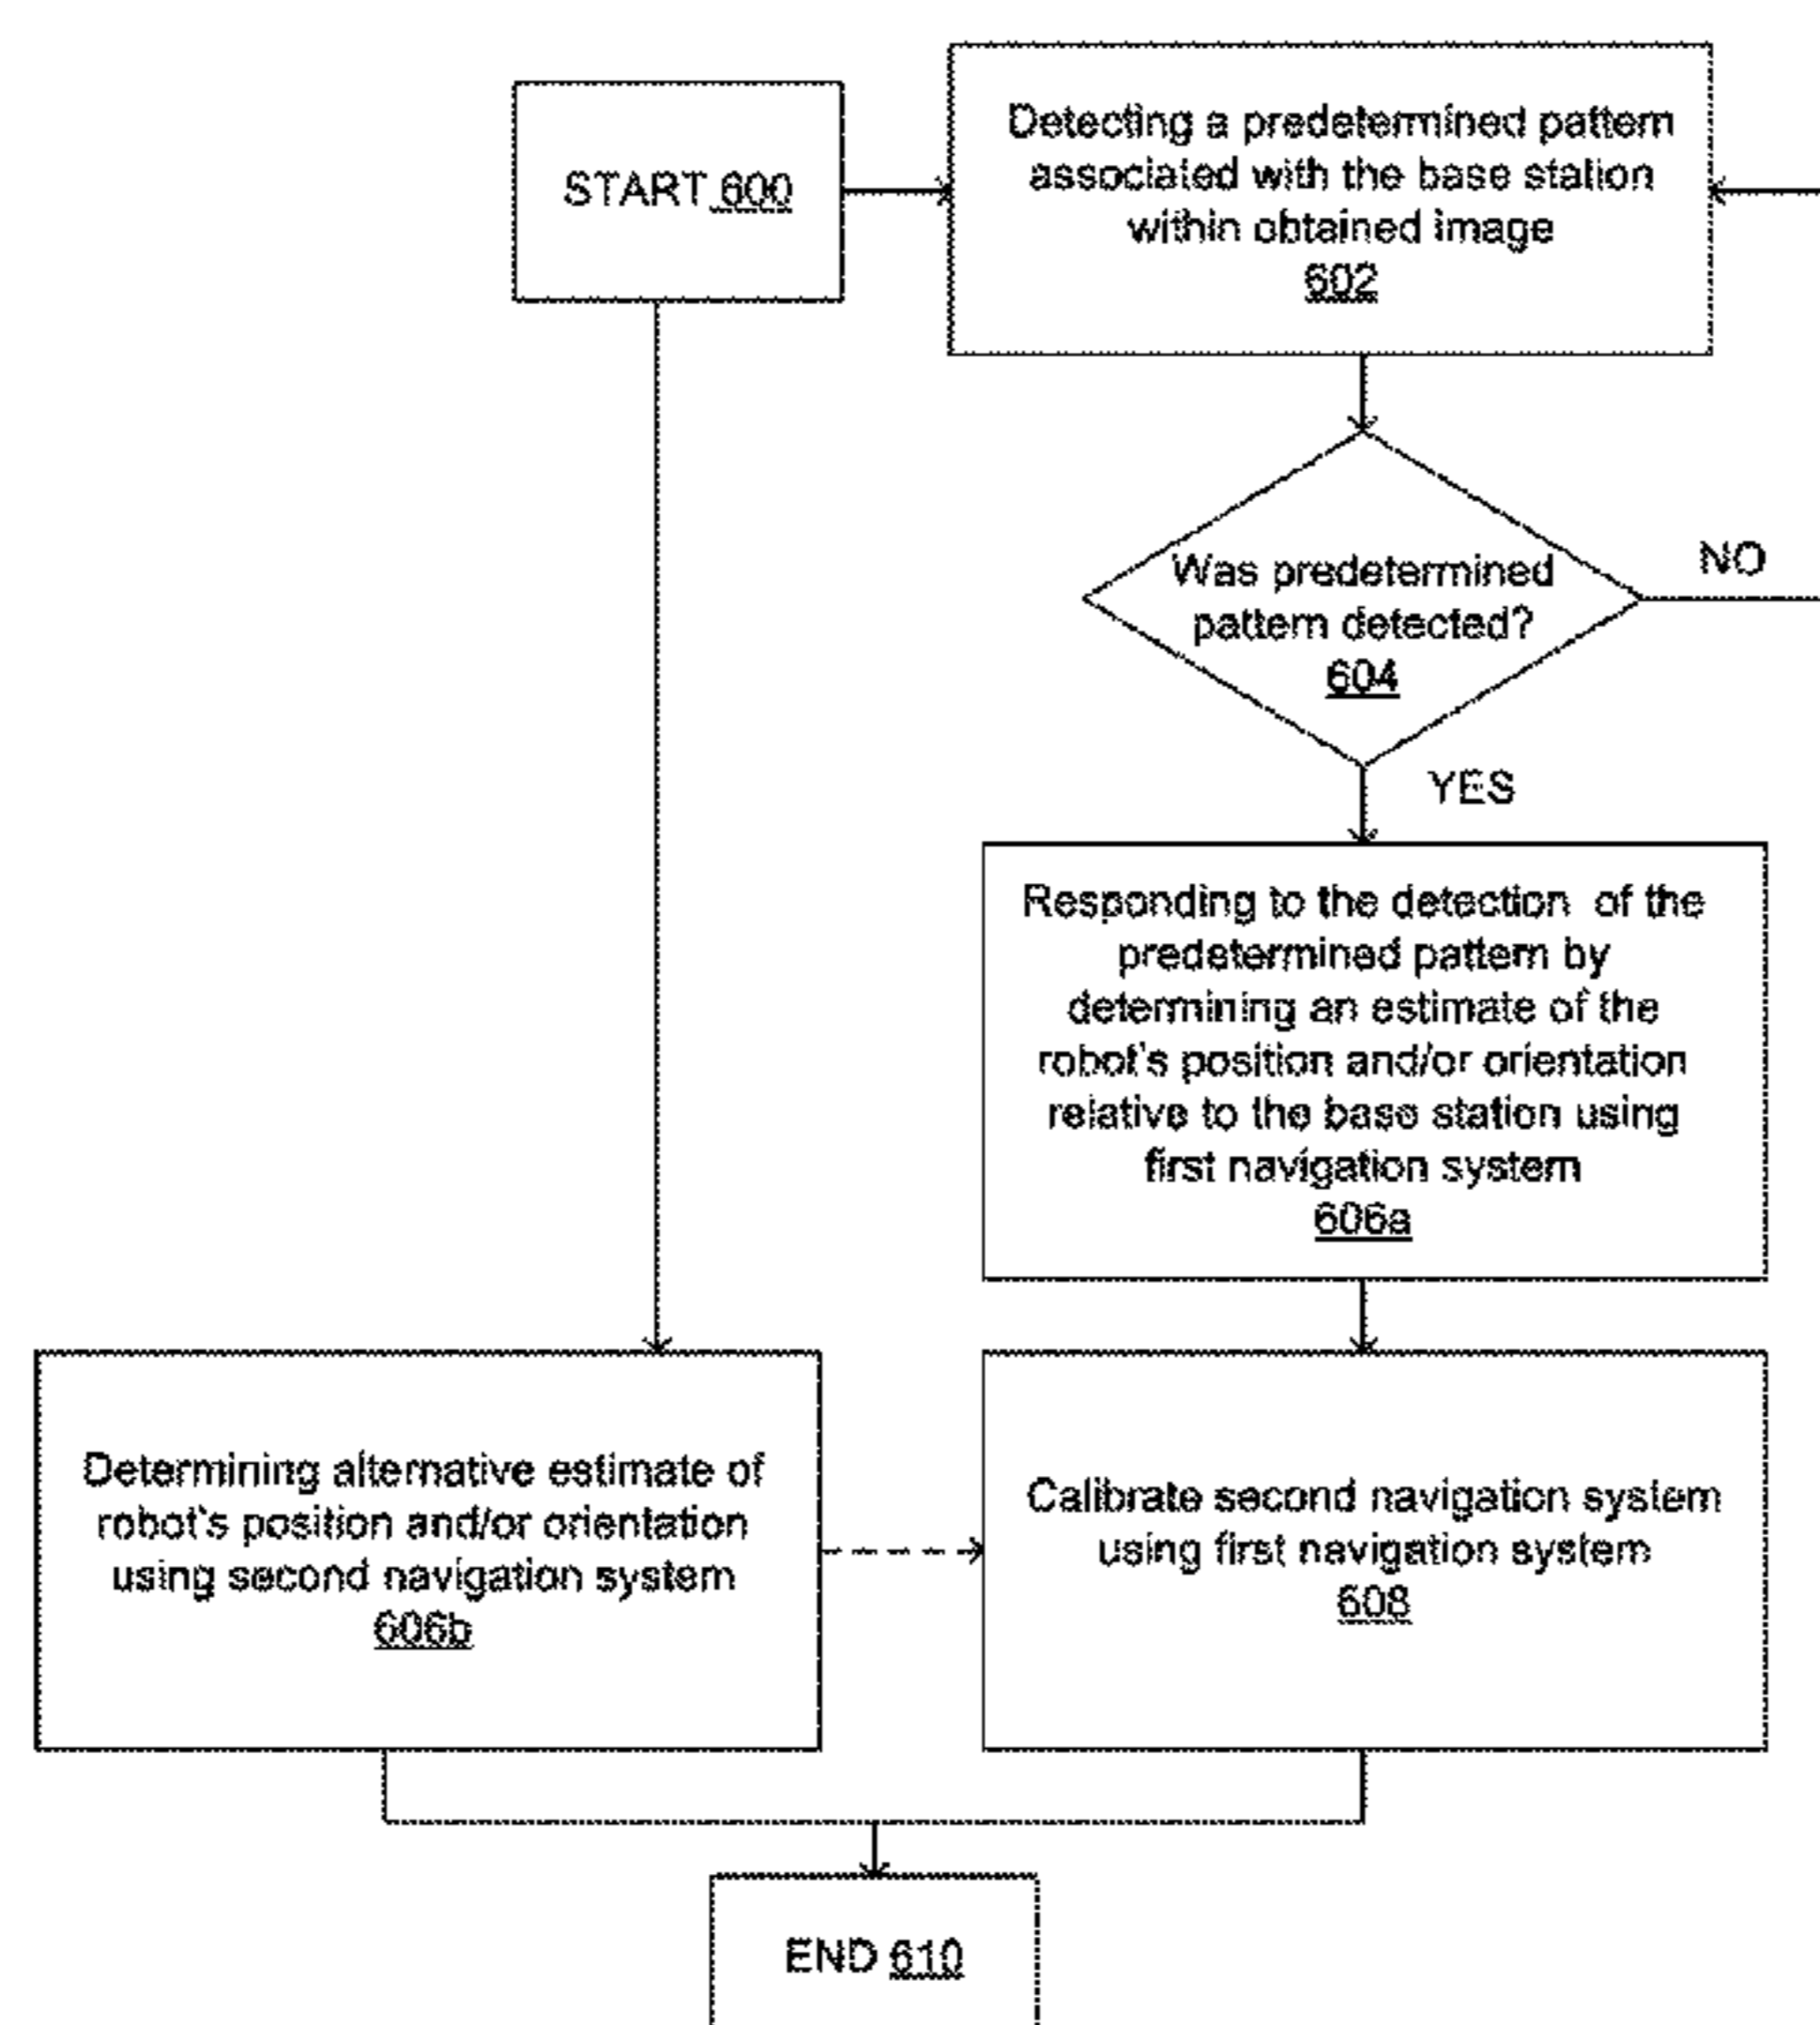 START 600
Detecting a predetermined pattern
associated with the base station
within obtained image
602
Was predetermined
pattern detected?
604
NO
YES
Responding to the detection of the
predetermined pattern by
determining an estimate of the
robot's position and/or orientation
relative to the base station using
first navigation system
606a
Determining alternative estimate of
robot's position and/or orientation
using second navigation system
606b
Calibrate second navigation system
using first navigation system
608
END 610